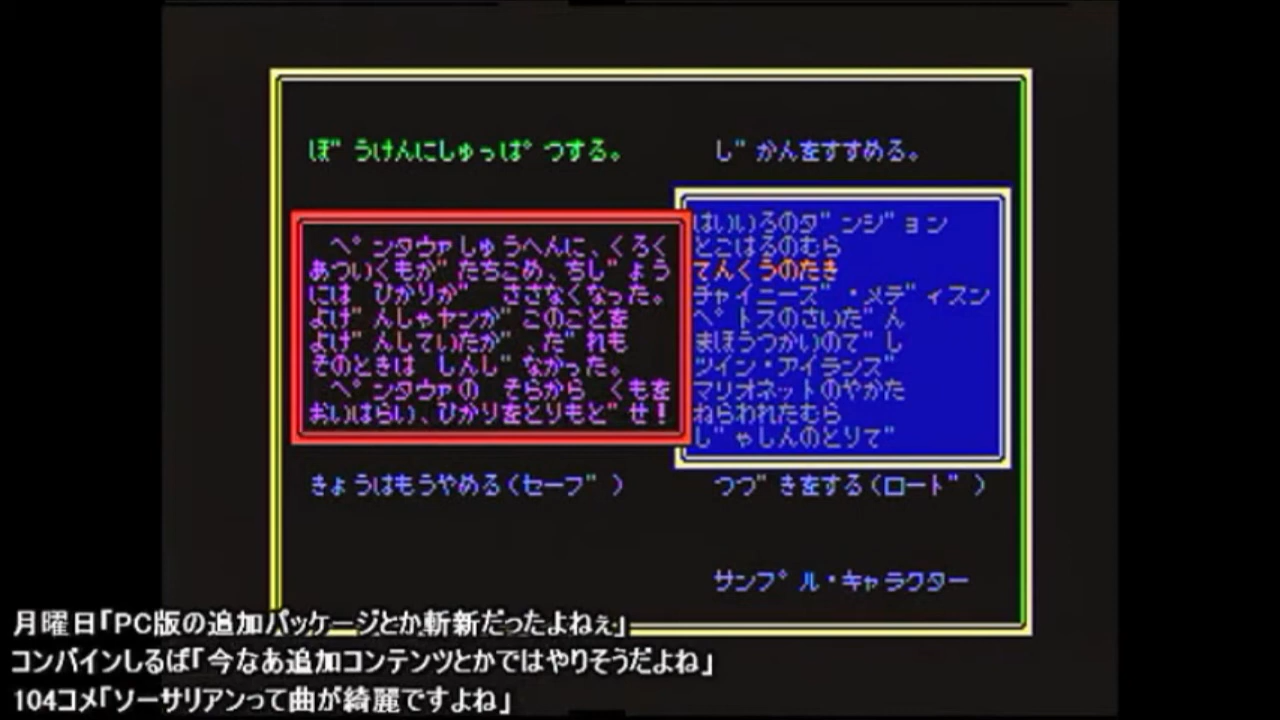 ぼうけんにしゅっぱつする。
じかんをすすめる。
ペンタウァしゅうへんに、くろく
あついくもがたちこめ、ちじょう
には ひかりが ささなくなった。
よげんしゃヤンがこのことを
よげんしていたが、だれも
そのときは しんじなかった。
ペンタウァの そらから くもを
おいはらい、ひかりをとりもどせ!
はいいろのダンジョン
とこはるのむら
てんくうのたき
チャイニーズ・メディスン
ペトスのさいだん
まほうつかいのでし
ツイン・アイランズ
マリオネットのやかた
ねらわれたむら
じゃしんのとりで
きょうはもうやめる(セーブ)
つづきをする(ロード)
サンプル・キャラクター
月曜日「PC版の追加パッケージとか斬新だったよねぇ」
コンバインしるば「今なあ追加コンテンツとかではやりそうだよね」
104コメ「ソーサリアンって曲が綺麗ですよね」